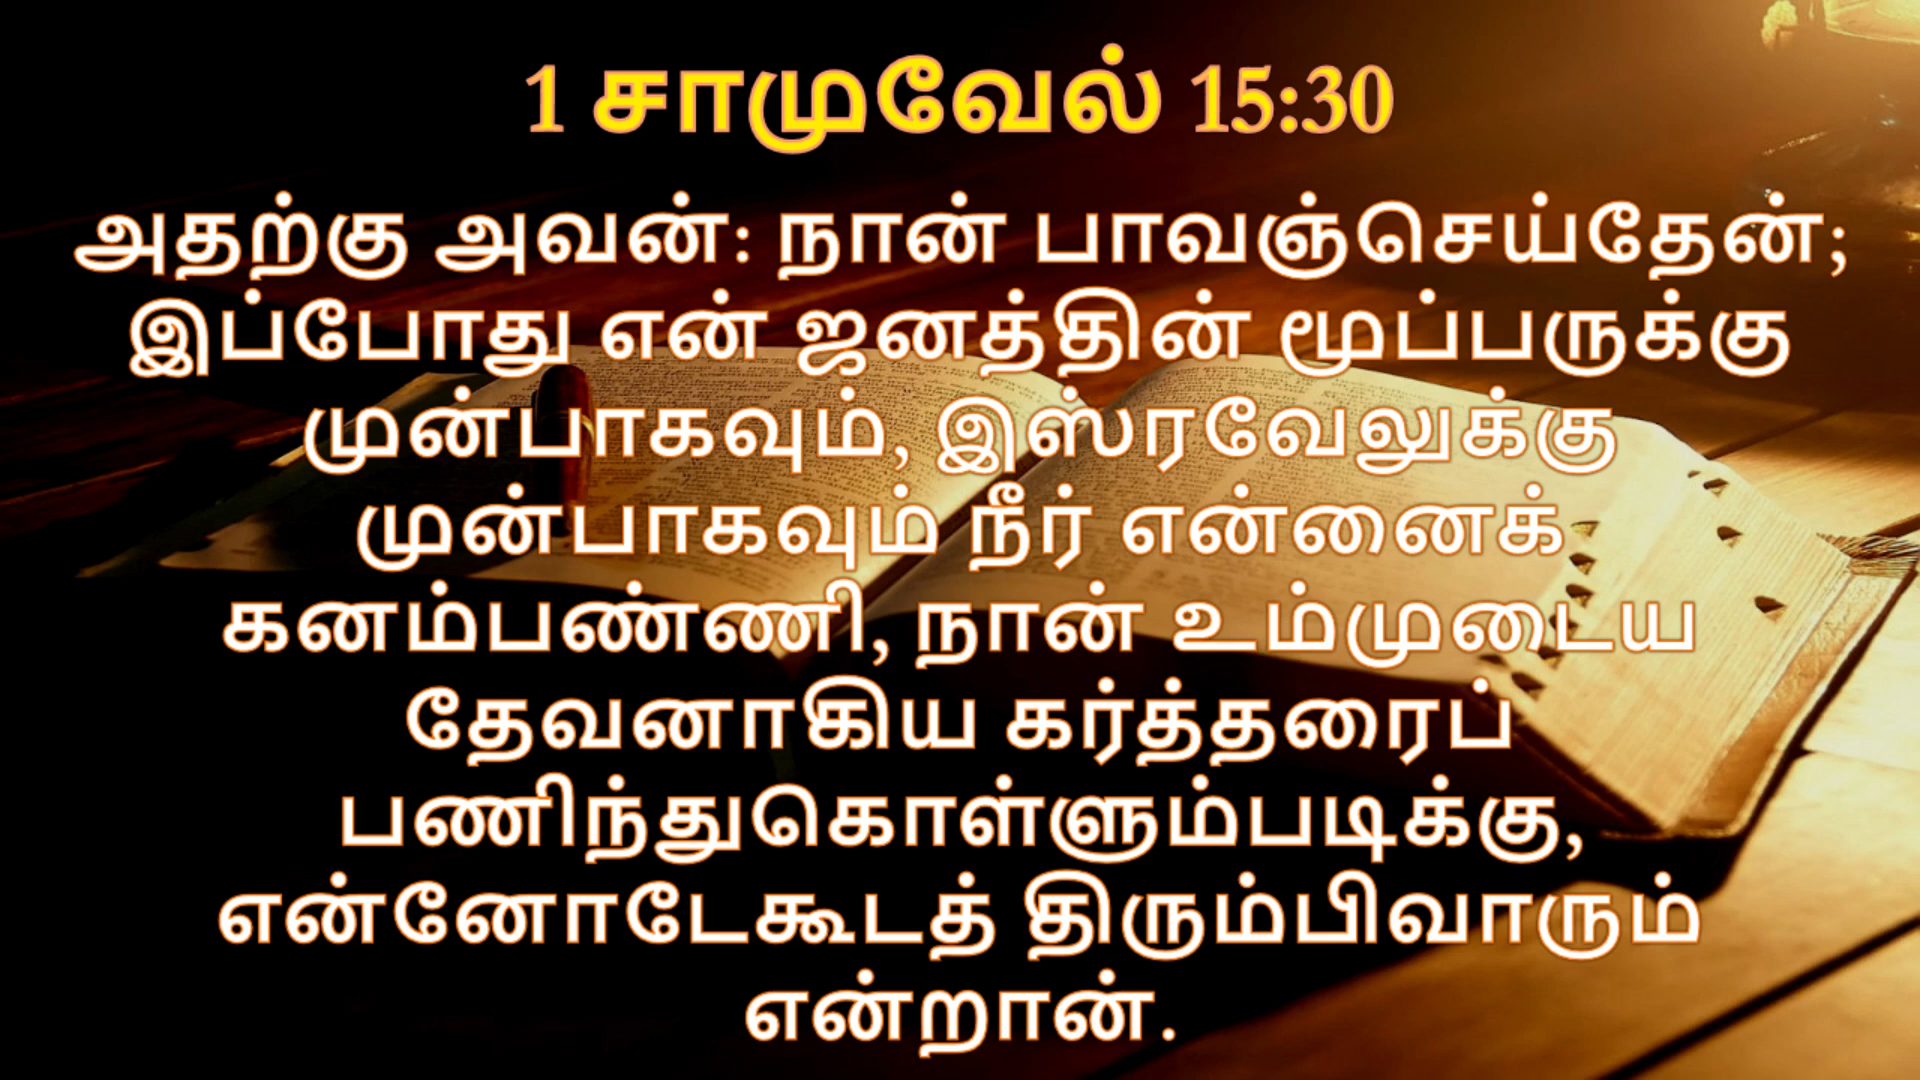 1 சாமுவேல் 15:30
அதற்கு அவன்: நான் பாவஞ்செய்தேன்;
இப்போது என் ஜனத்தின் மூப்பருக்கு
முன்பாகவும், இஸ்ரவேலுக்கு
முன்பாகவும் நீர் என்னைக்
கனம்பண்ணி, நான் உம்முடைய
தேவனாகிய கர்த்தரைப்
பணிந்துகொள்ளும்படிக்கு,
என்னோடேகூடத் திரும்பிவாரும்
என்றான்.